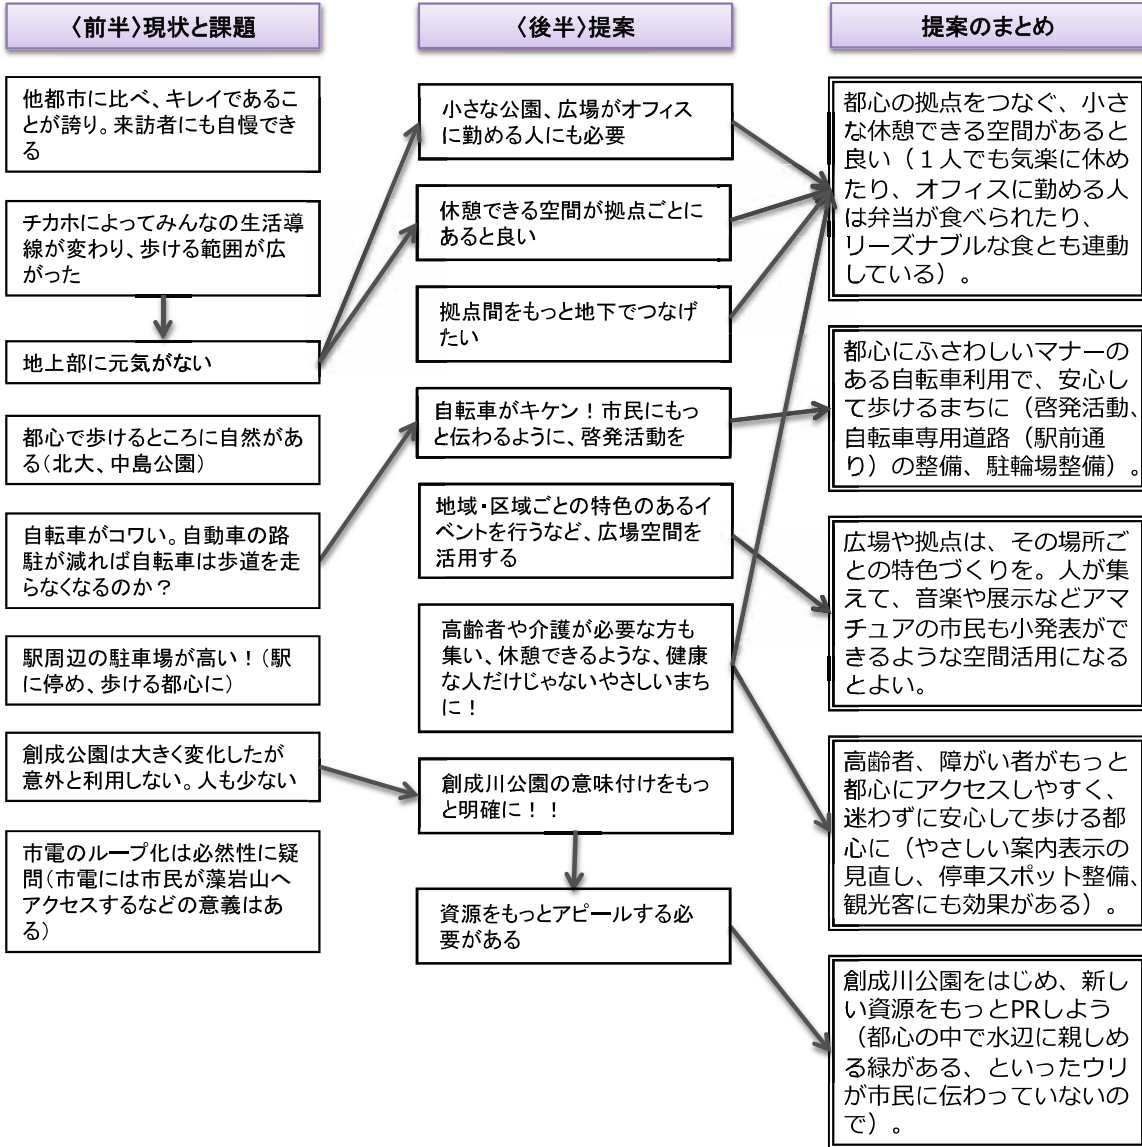 〈前半〉現状と課題
他都市に比べ、キレイであるこ
とが誇り。来訪者にも自慢でき
る
チカホによってみんなの生活導
線が変わり、歩ける範囲が広
がった
地上部に元気がない
都心で歩けるところに自然があ
る(北大、中島公園)
自転車がコワい。自動車の路
駐が減れば自転車は歩道を走
らなくなるのか？
駅周辺の駐車場が高い！(駅
に停め、歩ける都心に)
創成公園は大きく変化したが
意外と利用しない。人も少ない
市電のループ化は必然性に疑
問(市電には市民が藻岩山へ
アクセスするなどの意義はあ
る)
〈後半〉提案
小さな公園、広場がオフィス
に勤める人にも必要
休憩できる空間が拠点ごとに
あると良い
拠点間をもっと地下でつなげ
たい
自転車がキケン！市民にもっ
と伝わるように、啓発活動を
地域・区域ごとの特色のあるイ
ベントを行うなど、広場空間を
活用する
高齢者や介護が必要な方も
集い、休憩できるような、健康
な人だけじゃないやさしいまち
に！
創成川公園の意味付けをもっ
と明確に！！
資源をもっとアピールする必
要がある
提案のまとめ
都心の拠点をつなぐ、小さ
な休憩できる空間があると
良い（１人でも気楽に休め
たり、オフィスに勤める人
は弁当が食べられたり、
リーズナブルな食とも連動
している）。
都心にふさわしいマナーの
ある自転車利用で、安心し
て歩けるまちに（啓発活動、
自転車専用道路（駅前通
り）の整備、駐輪場整備）。
広場や拠点は、その場所ご
との特色づくりを。人が集
えて、音楽や展示などアマ
チュアの市民も小発表がで
きるような空間活用になる
とよい。
高齢者、障がい者がもっと
都心にアクセスしやすく、
迷わずに安心して歩ける都
心に（やさしい案内表示の
見直し、停車スポット整備、
観光客にも効果がある）。
創成川公園をはじめ、新し
い資源をもっとPRしよう
（都心の中で水辺に親しめ
る緑がある、といったウリ
が市民に伝わっていないの
で）。